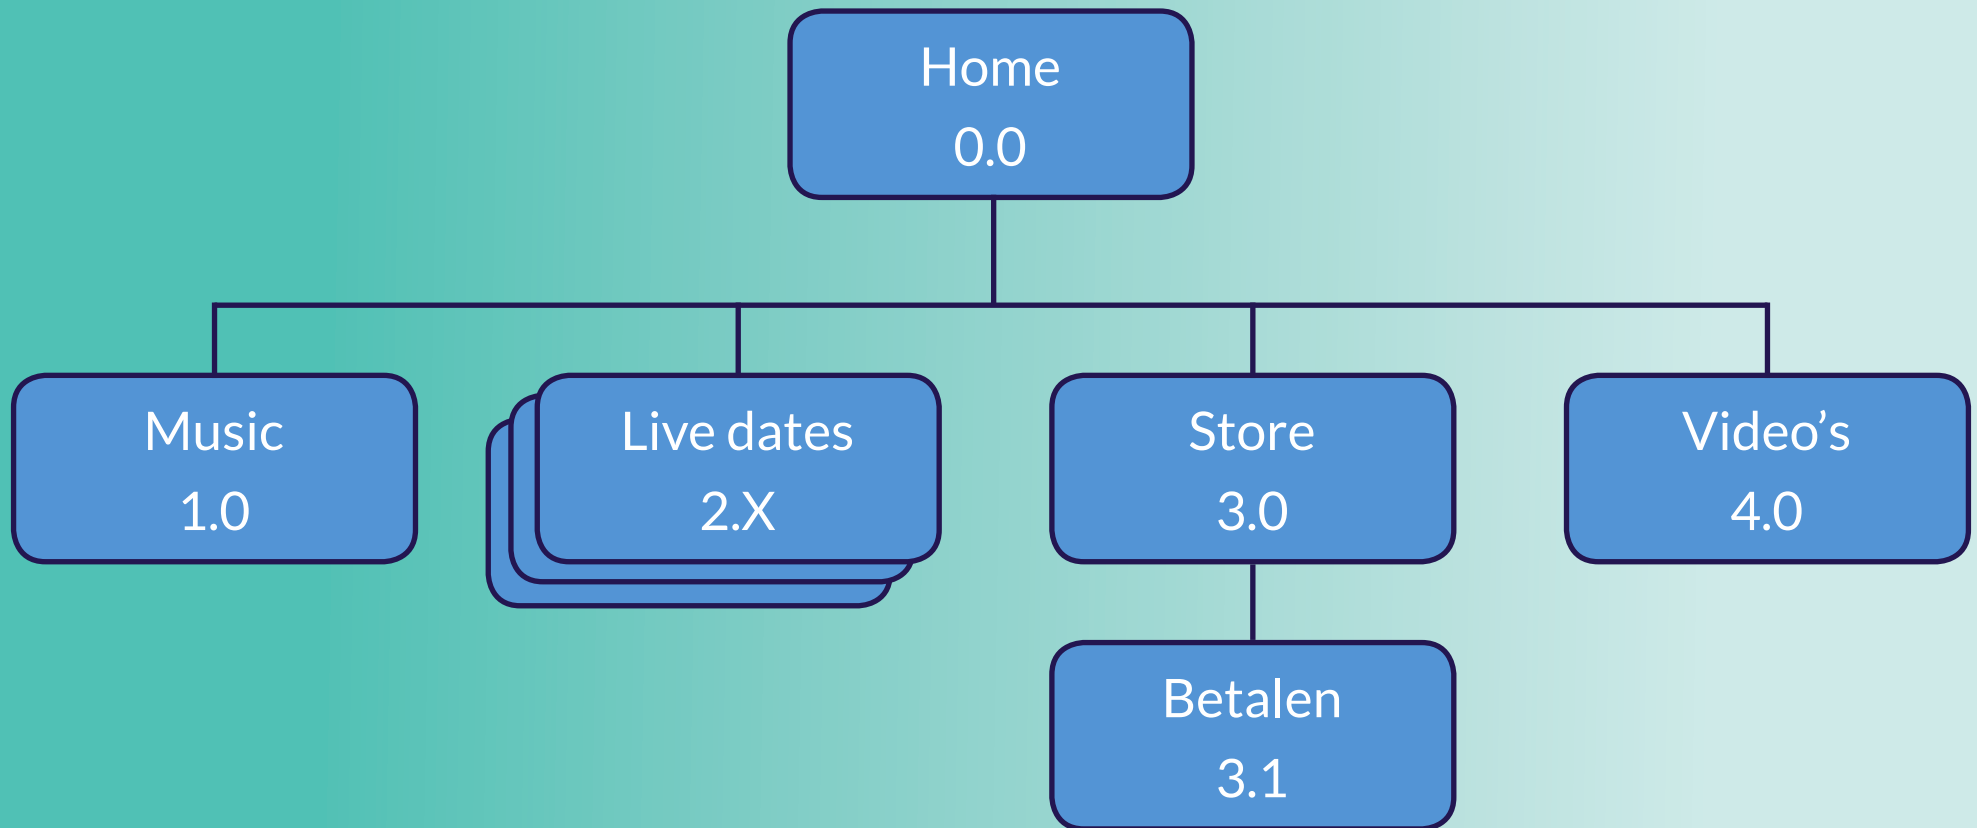 Home
0.0
Music
1.0
Live dates
2.X
Store
3.0
Video’s
4.0
Betalen
3.1